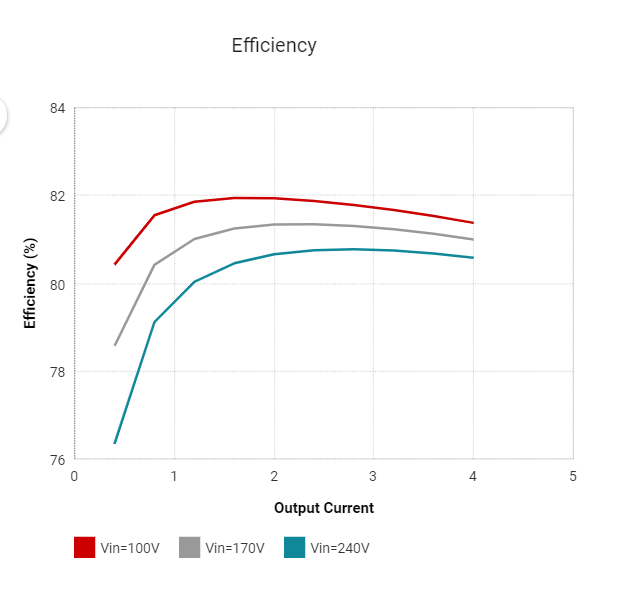 Efficiency
84
82
80
78
76
Efficiency (%)
0 1 2 3 4 5
Output Current
Vin=100V Vin=170V Vin=240V